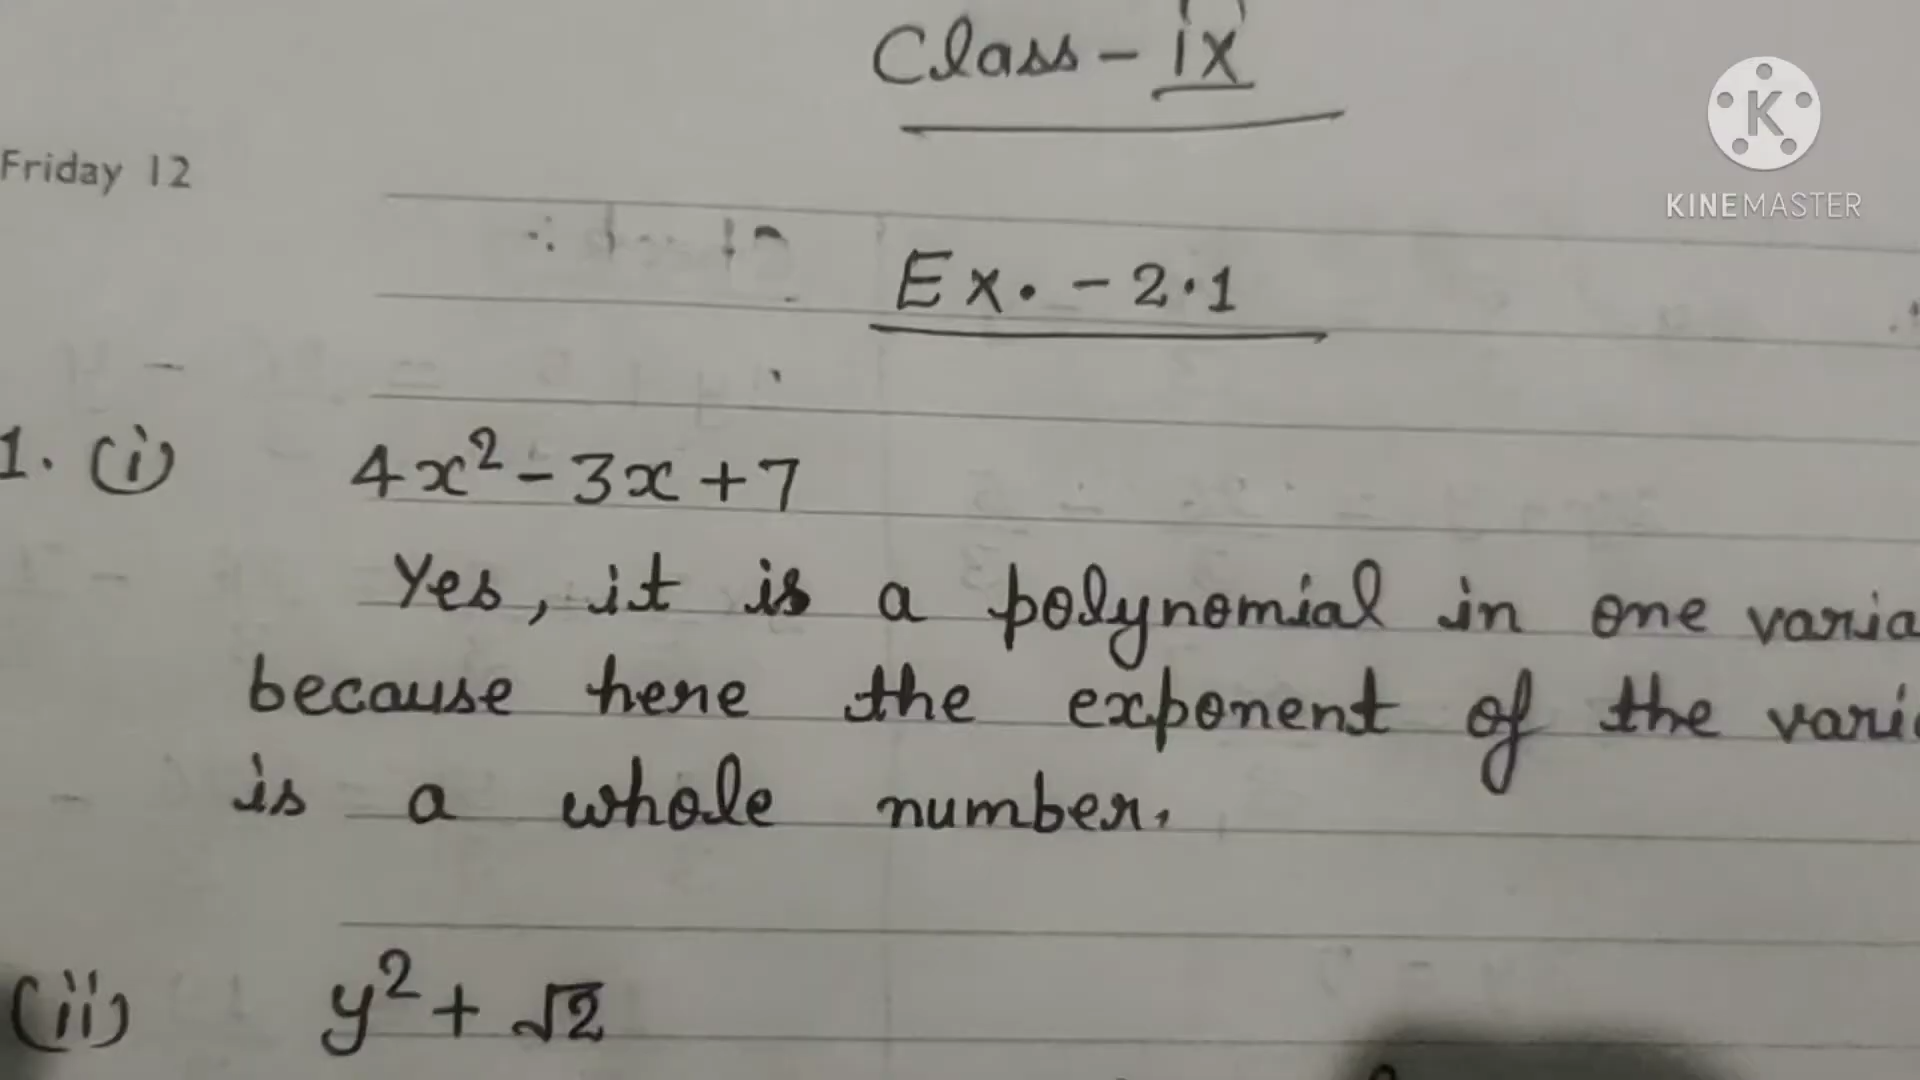 Class - IX
K
KINEMASTER
Friday 12
Ex. - 2.1
1. (i) 4x² - 3x + 7
Yes, it is a polynomial in one varia
because here the exponent of the vari
is a whole number.
(ii) y² + √2